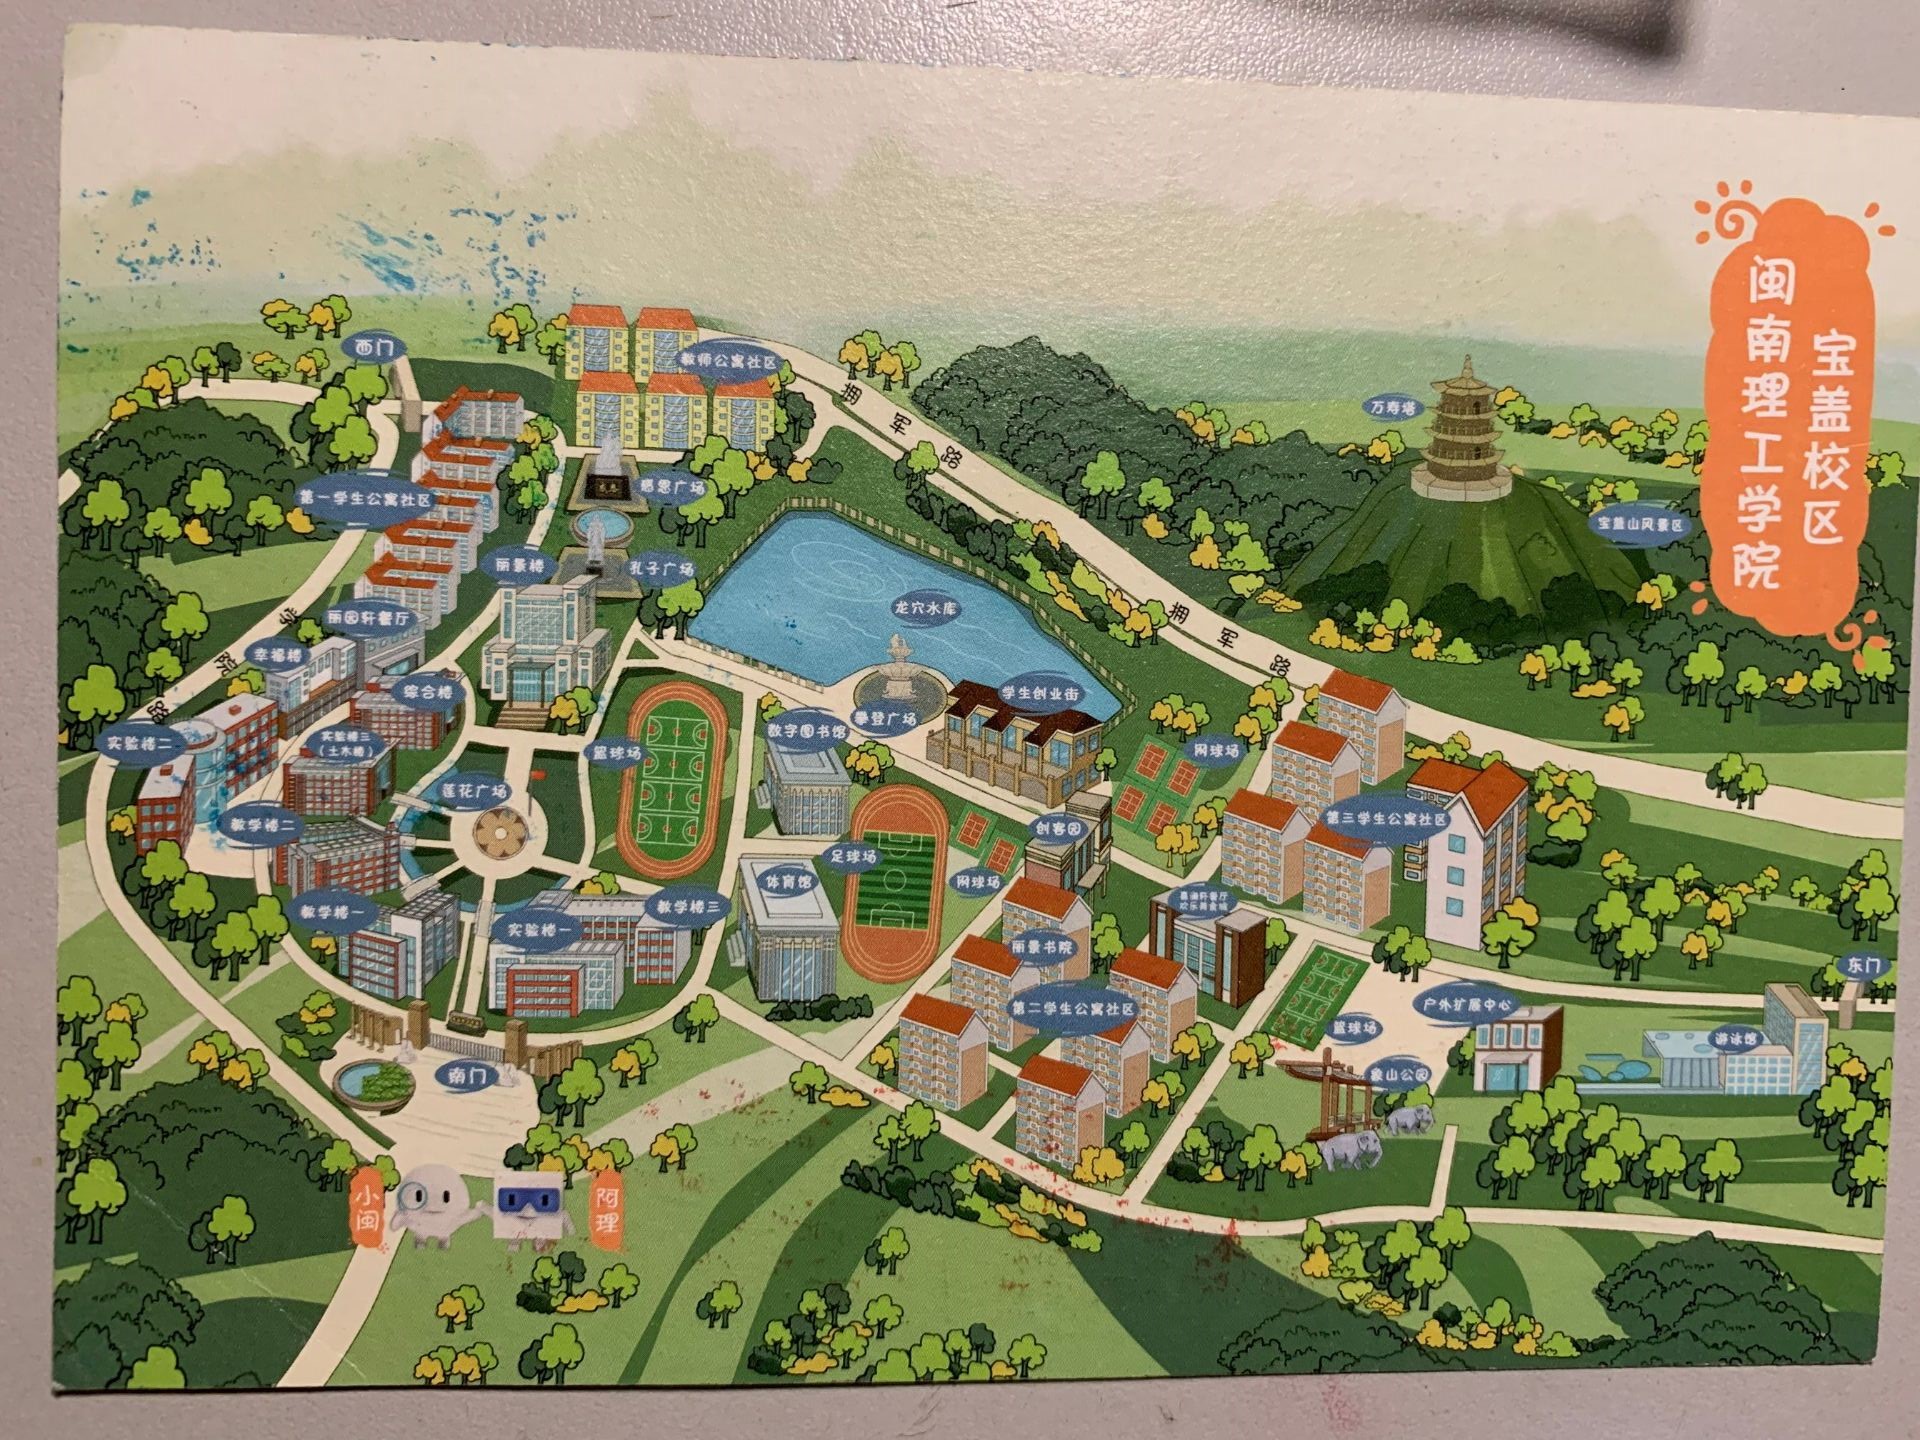 闽南理工学院
宝盖校区
西门
教师公寓社区
拥军路
万寿塔
宝盖山风景区
第一学生公寓社区
感恩广场
丽景楼
孔子广场
龙穴水库
拥军路
丽园轩餐厅
幸福楼
综合楼
学生创业街
攀登广场
数字图书馆
篮球场
网球场
实验楼二
实验楼三
(土木楼)
莲花广场
教学楼二
创客园
第三学生公寓社区
足球场
体育馆
网球场
教学楼一
实验楼一
教学楼三
欢乐美食城
丽景书院
第二学生公寓社区
东门
户外扩展中心
篮球场
游泳馆
南门
象山公园
小闽
阿理